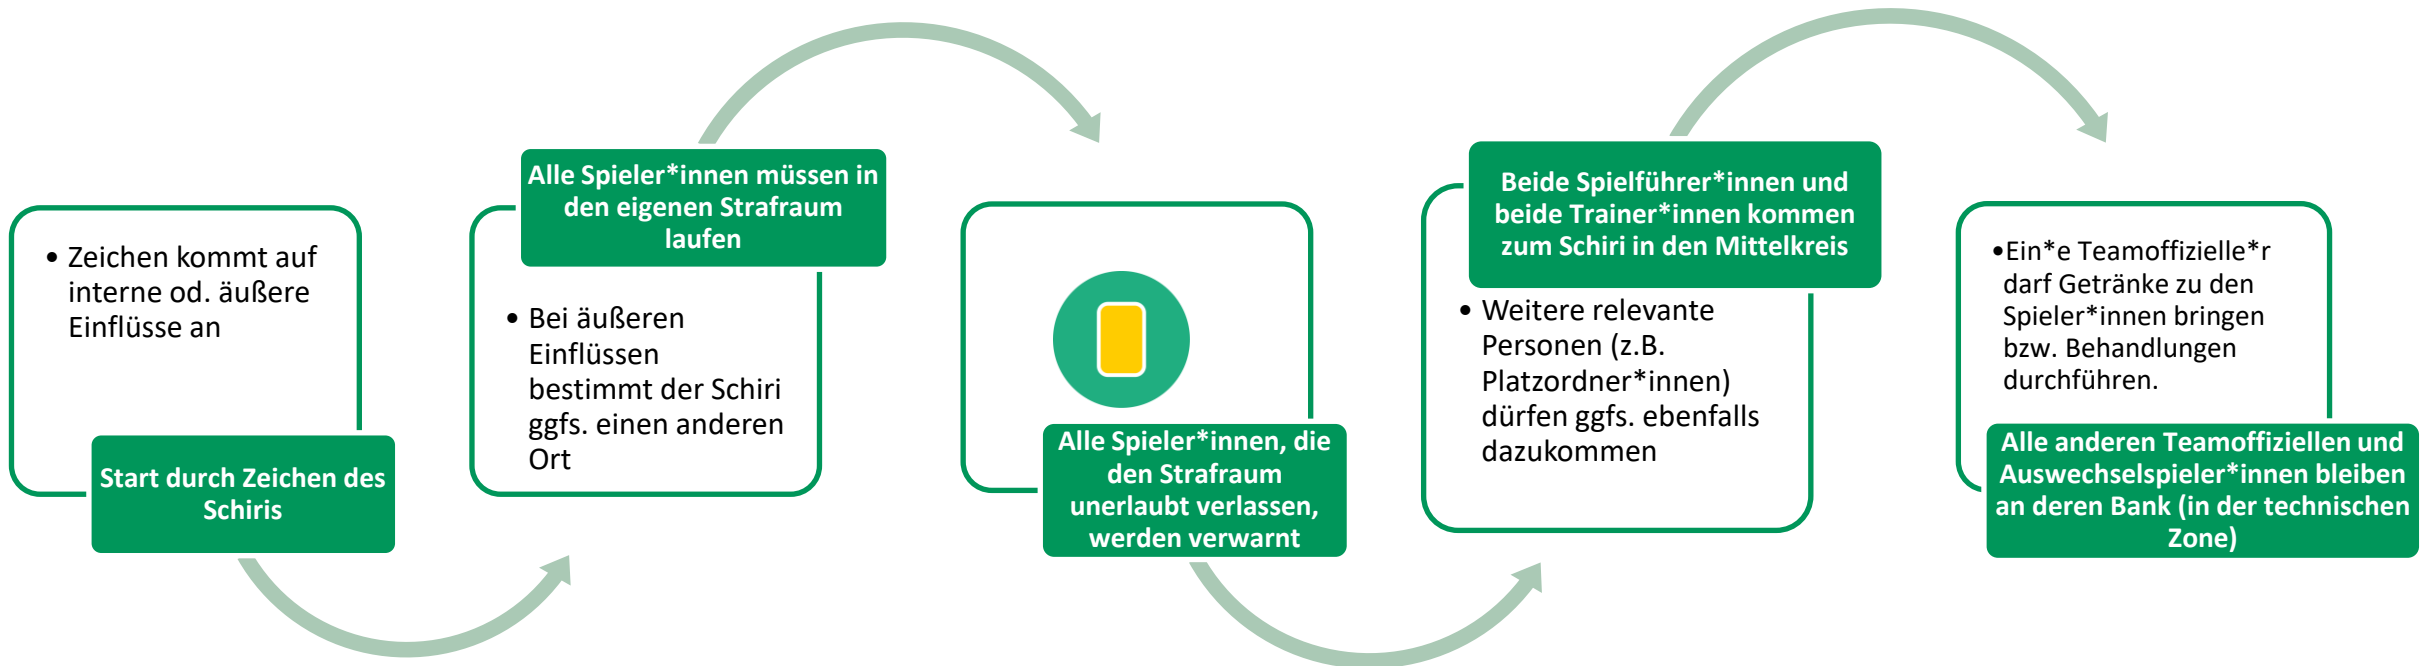 • Zeichen kommt auf
interne od. äußere
Einflüsse an
Start durch Zeichen des
Schiris
Alle Spieler*innen müssen in
den eigenen Strafraum
laufen
• Bei äußeren
Einflüssen
bestimmt der Schiri
ggfs. einen anderen
Ort
Alle Spieler*innen, die
den Strafraum
unerlaubt verlassen,
werden verwarnt
Beide Spielführer*innen und
beide Trainer*innen kommen
zum Schiri in den Mittelkreis
• Weitere relevante
Personen (z.B.
Platzordner*innen)
dürfen ggfs. ebenfalls
dazukommen
•Ein*e Teamoffizielle*r
darf Getränke zu den
Spieler*innen bringen
bzw. Behandlungen
durchführen.
Alle anderen Teamoffiziellen und
Auswechselspieler*innen bleiben
an deren Bank (in der technischen
Zone)